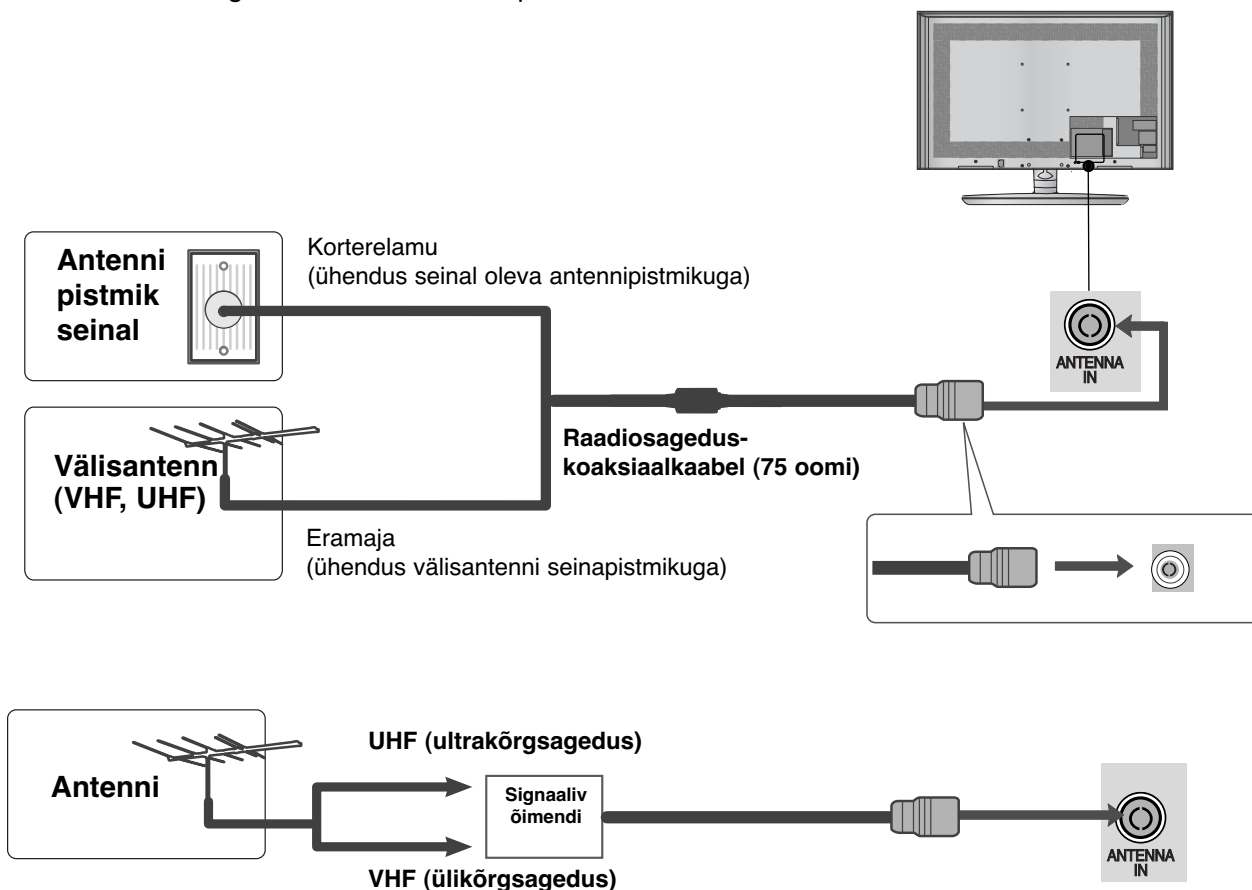 Antenni
pistmik
seinal
Korterelamu
(ühendus seinal oleva antennipistmikuga)
ANTENNA
IN
Välisantenn
(VHF, UHF)
Raadiosagedus-
koaksiaalkaabel (75 oomi)
Eramaja
(ühendus välisantenni seinapistmikuga)
Antenni
UHF (ultrakõrgsagedus)
Signaaliv
õimendi
VHF (ülikõrgsagedus)
ANTENNA
IN